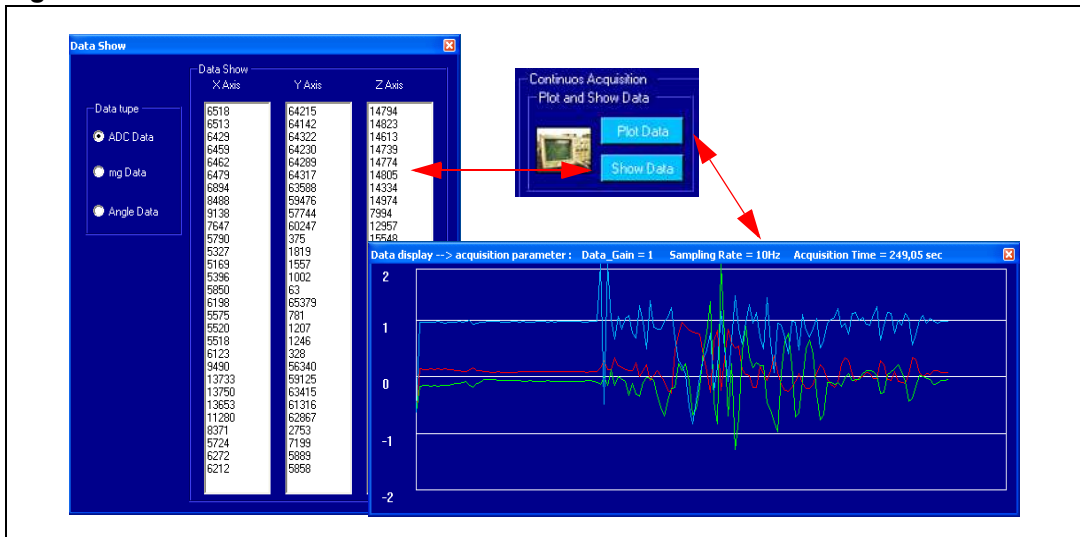 Data Show
Data Show
X Axis Y Axis Z Axis
Data tupe
ADC Data
mg Data
Angle Data
6518 64215 14794
6513 64142 14823
6429 64322 14613
6459 64230 14739
6462 64289 14774
6479 64317 14805
6894 63588 14334
8488 59476 14974
9138 57744 7994
7647 60247 12957
5790 375 15548
5327 1819
5169 1557
5396 1002
5850 63
6198 65379
5575 781
5520 1207
5518 1246
6123 328
9490 56340
13733 59125
13750 63415
13653 61316
11280 62867
8371 2753
5724 7199
6272 5889
6212 5858
Continuos Acquisition
Plot and Show Data
Plot Data
Show Data
Data display --> acquisition parameter : Data_Gain = 1 Sampling Rate = 10Hz Acquisition Time = 249,05 sec
2
1
0
-1
-2